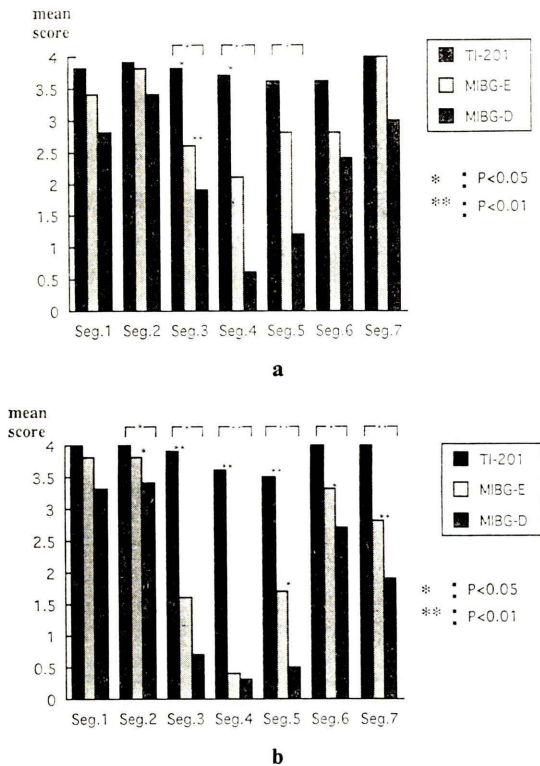 mean
score
4
3.5
3
2.5
2
1.5
1
0.5
0
Seg.1 Seg.2 Seg.3 Seg.4 Seg.5 Seg.6 Seg.7
TI-201
MIBG-E
MIBG-D
* : P<0.05
** : P<0.01
a
mean
score
4
3.5
3
2.5
2
1.5
1
0.5
0
Seg.1 Seg.2 Seg.3 Seg.4 Seg.5 Seg.6 Seg.7
TI-201
MIBG-E
MIBG-D
* : P<0.05
** : P<0.01
b